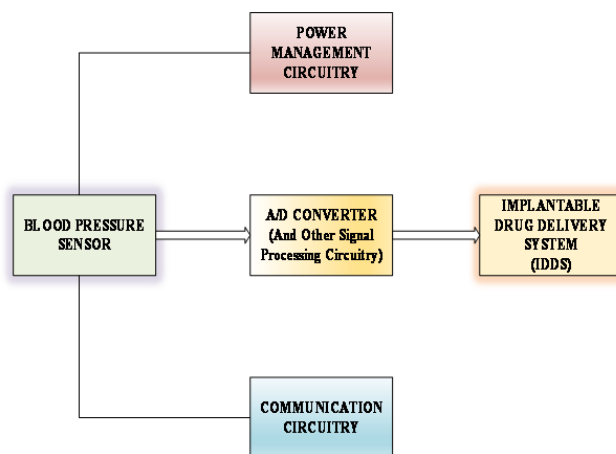 POWER
MANAGEMENT
CIRCUITRY
BLOOD PRESSURE
SENSOR
A/D CONVERTER
(And Other Signal
Processing Circuitry)
IMPLANTABLE
DRUG DELIVERY
SYSTEM
(IDDS)
COMMUNICATION
CIRCUITRY